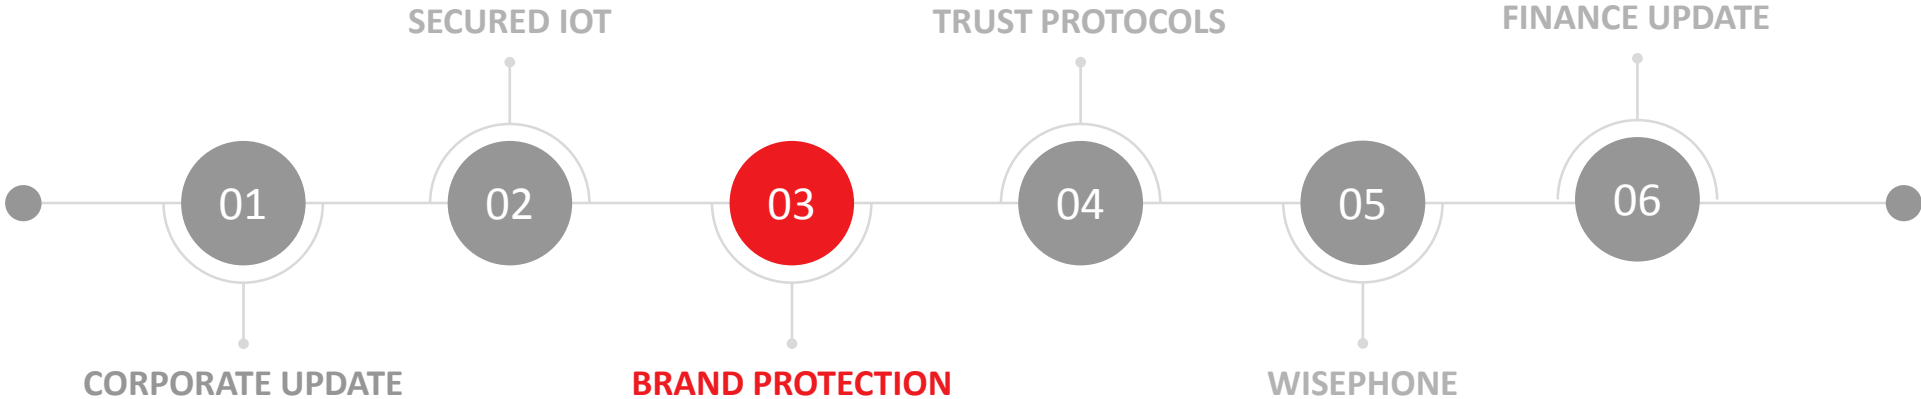 SECURED IOT
TRUST PROTOCOLS
FINANCE UPDATE
01
02
03
04
05
06
CORPORATE UPDATE
BRAND PROTECTION
WISEPHONE